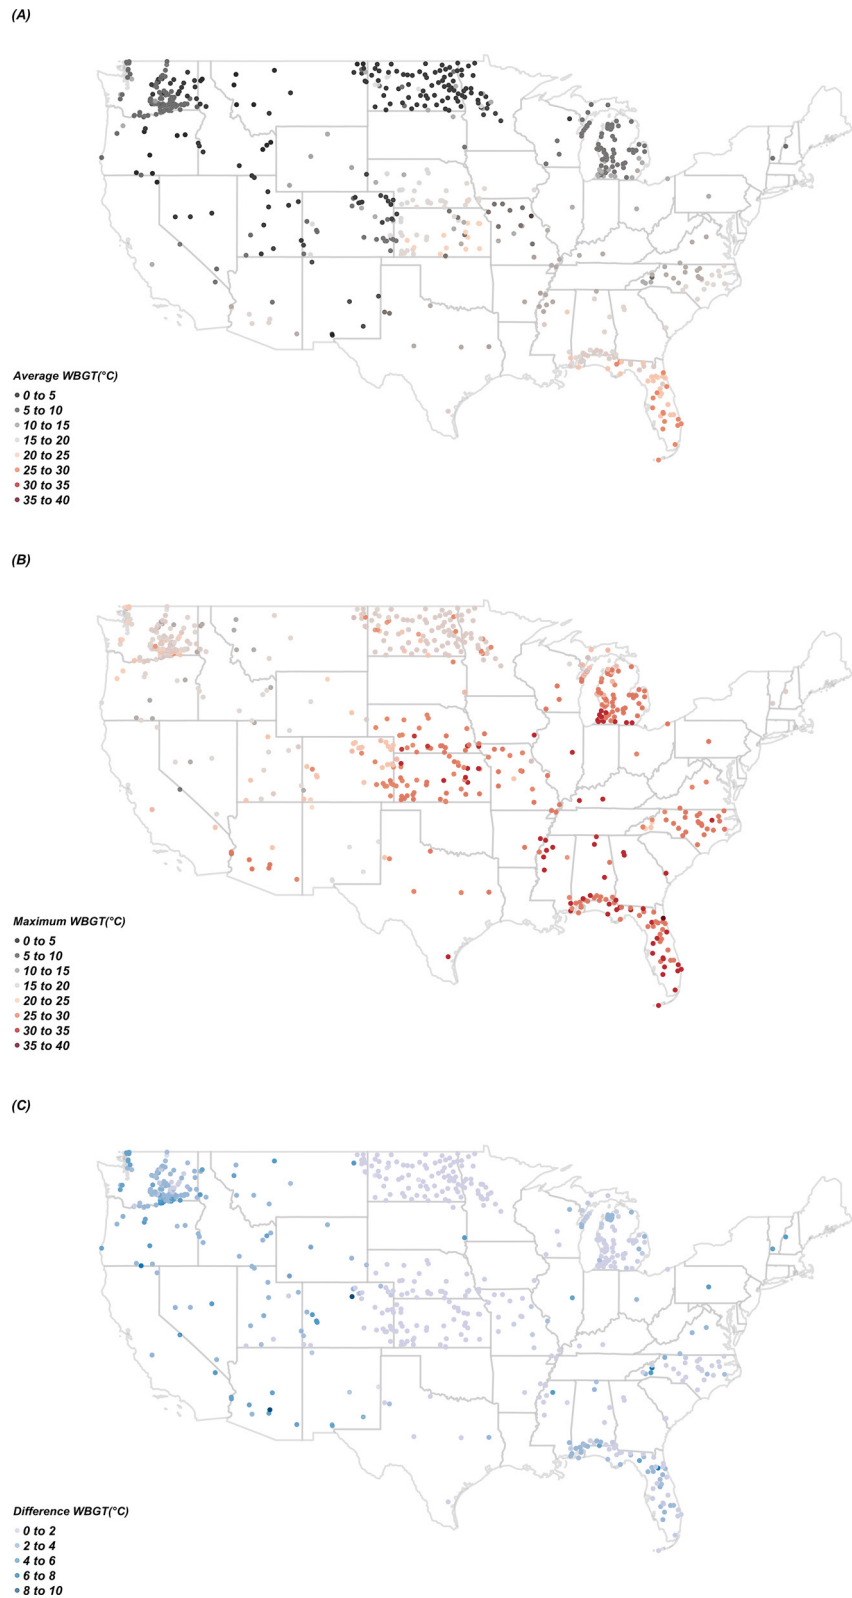 (A)
Average WBGT(°C)
0 to 5
5 to 10
10 to 15
15 to 20
20 to 25
25 to 30
30 to 35
35 to 40
(B)
Maximum WBGT(°C)
0 to 5
5 to 10
10 to 15
15 to 20
20 to 25
25 to 30
30 to 35
35 to 40
(C)
Difference WBGT(°C)
0 to 2
2 to 4
4 to 6
6 to 8
8 to 10